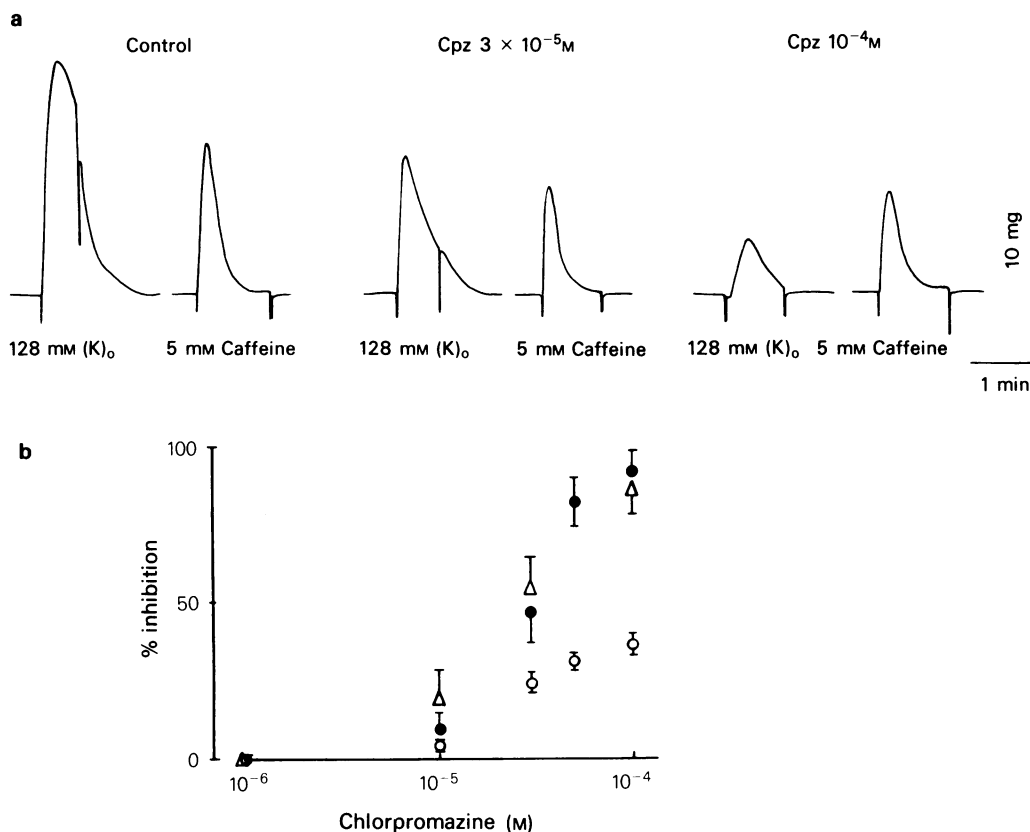 a
Control
Cpz 3 × 10⁻⁵M
Cpz 10⁻⁴M
10 mg
128 mM (K)ₒ
5 mM Caffeine
128 mM (K)ₒ
5 mM Caffeine
128 mM (K)ₒ
5 mM Caffeine
1 min
b
100
50
0
% inhibition
10⁻⁶
10⁻⁵
10⁻⁴
Chlorpromazine (M)